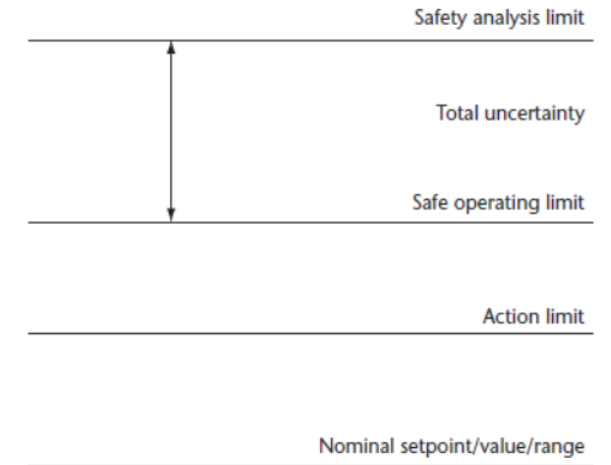 Safety analysis limit
Total uncertainty
Safe operating limit
Action limit
Nominal setpoint/value/range